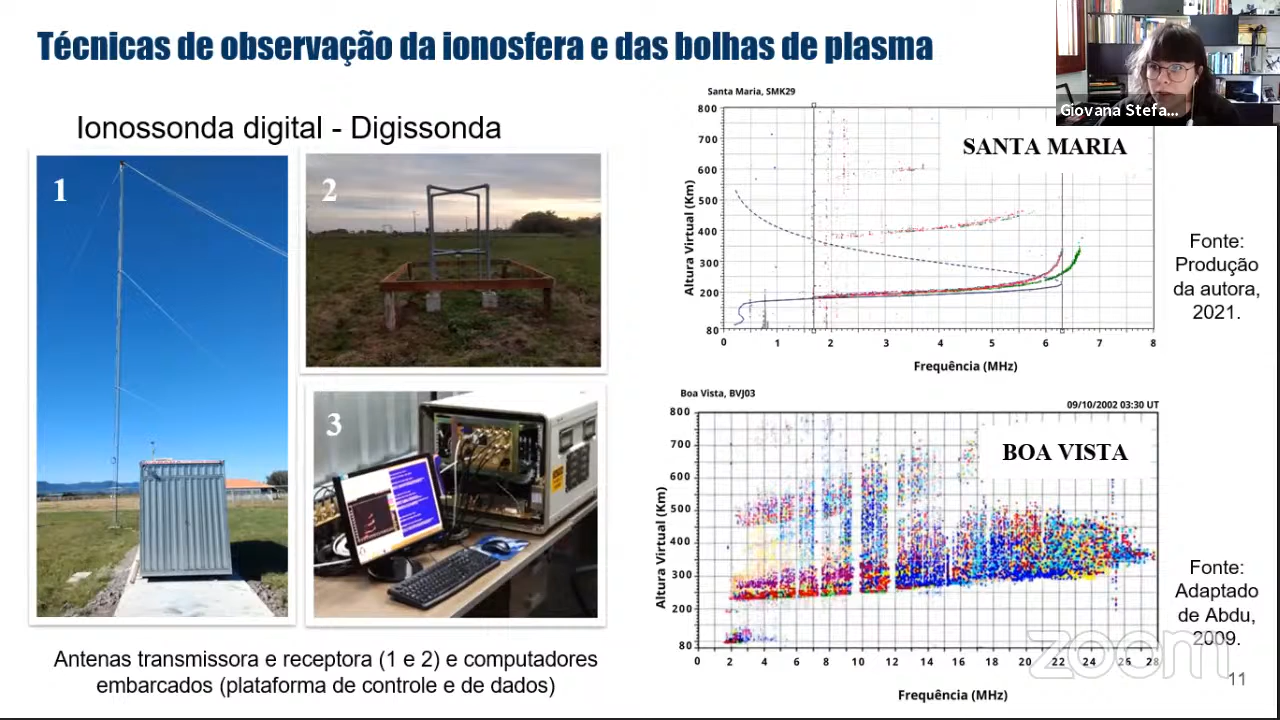 Técnicas de observação da ionosfera e das bolhas de plasma
Giovana Stefa...
Ionossonda digital - Digissonda
1
2
3
Antenas transmissora e receptora (1 e 2) e computadores
embarcados (plataforma de controle e de dados)
Santa Maria, SMK29
SANTA MARIA
Altura Virtual (Km)
800
700
600
500
400
300
200
80
0 1 2 3 4 5 6 7 8
Frequência (MHz)
Fonte:
Produção
da autora,
2021.
Boa Vista, BVJ03
09/10/2002 03:30 UT
BOA VISTA
Altura Virtual (Km)
800
700
600
500
400
300
200
80
0 2 4 6 8 10 12 14 16 18 20 22 24 26 28
Frequência (MHz)
Fonte:
Adaptado
de Abdu,
2009.
zoom
11